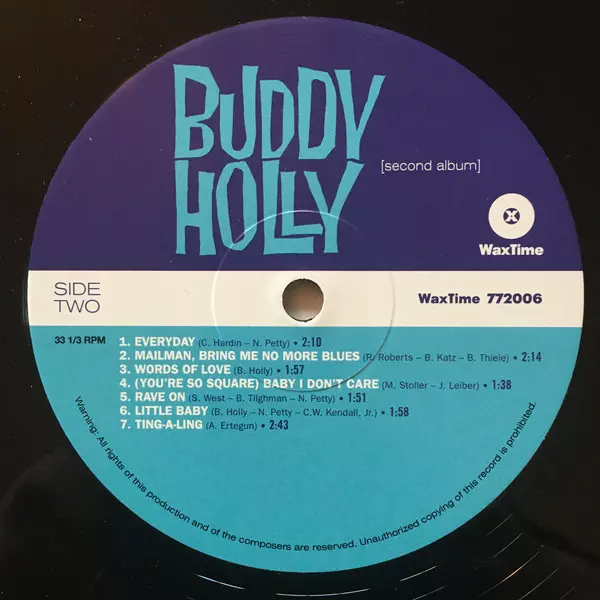 BUDDY
HOLLY
[second album]
WaxTime
SIDE
TWO
WaxTime 772006
33 1/3 RPM
1. EVERYDAY (C. Hardin – N. Petty) • 2:10
2. MAILMAN, BRING ME NO MORE BLUES (R. Roberts – B. Katz – B. Thiele) • 2:14
3. WORDS OF LOVE (B. Holly) • 1:57
4. (YOU'RE SO SQUARE) BABY I DON'T CARE (M. Stoller – J. Leiber) • 1:38
5. RAVE ON (S. West – B. Tilghman – N. Petty) • 1:51
6. LITTLE BABY (B. Holly – N. Petty – C.W. Kendall, Jr.) • 1:58
7. TING-A-LING (A. Ertegun) • 2:43
Warning: All rights of this production and of the composers are reserved. Unauthorized copying of this record is prohibited.